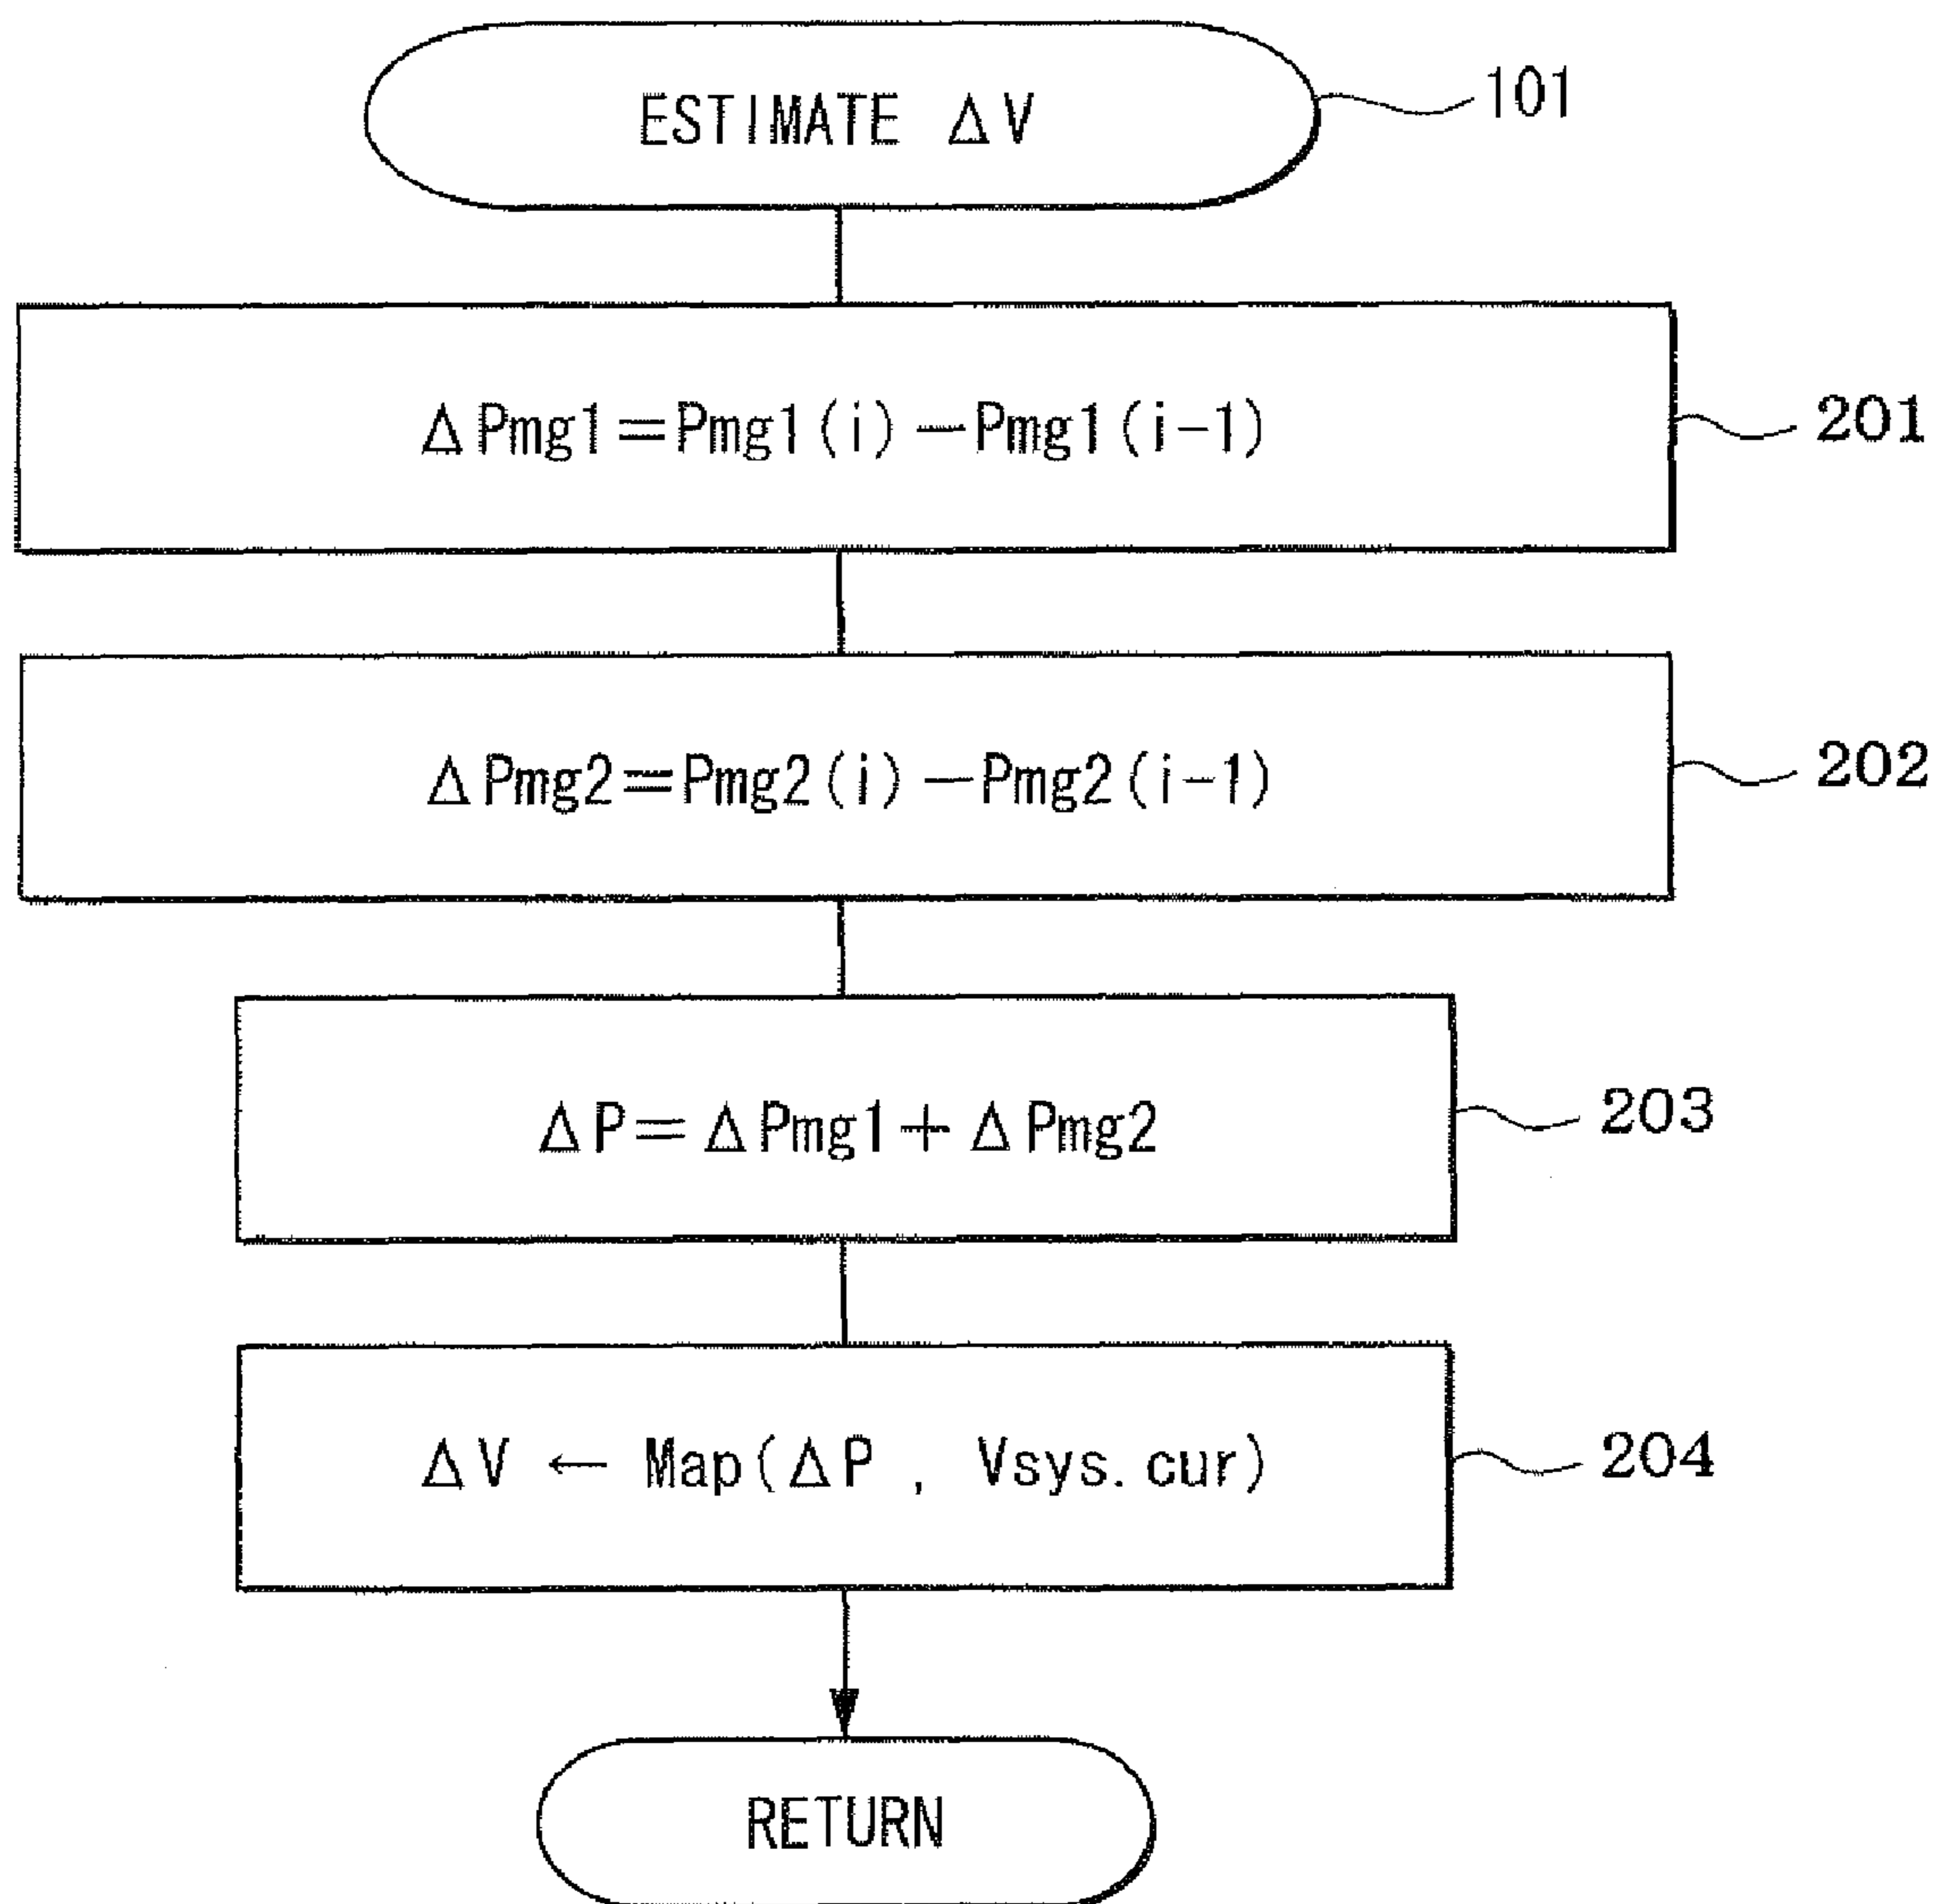 ESTIMATE ΔV
101
ΔPmg1=Pmg1(i)-Pmg1(i-1)
201
ΔPmg2=Pmg2(i)-Pmg2(i-1)
202
ΔP=ΔPmg1+ΔPmg2
203
ΔV ← Map(ΔP , Vsys.cur)
204
RETURN